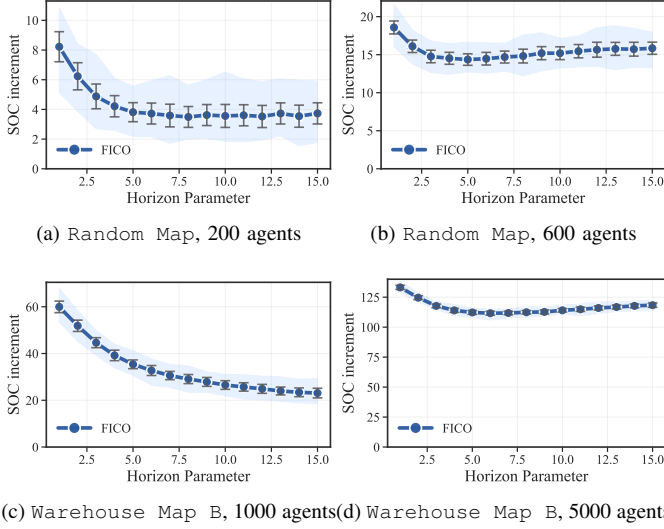 10
8
6
4
2
0
SOC increment
FICO
2.5 5.0 7.5 10.0 12.5 15.0
Horizon Parameter
(a) Random Map, 200 agents
20
15
10
5
0
SOC increment
FICO
2.5 5.0 7.5 10.0 12.5 15.0
Horizon Parameter
(b) Random Map, 600 agents
60
40
20
0
SOC increment
FICO
2.5 5.0 7.5 10.0 12.5 15.0
Horizon Parameter
(c) Warehouse Map B, 1000 agents
125
100
75
50
25
0
SOC increment
FICO
2.5 5.0 7.5 10.0 12.5 15.0
Horizon Parameter
(d) Warehouse Map B, 5000 agents